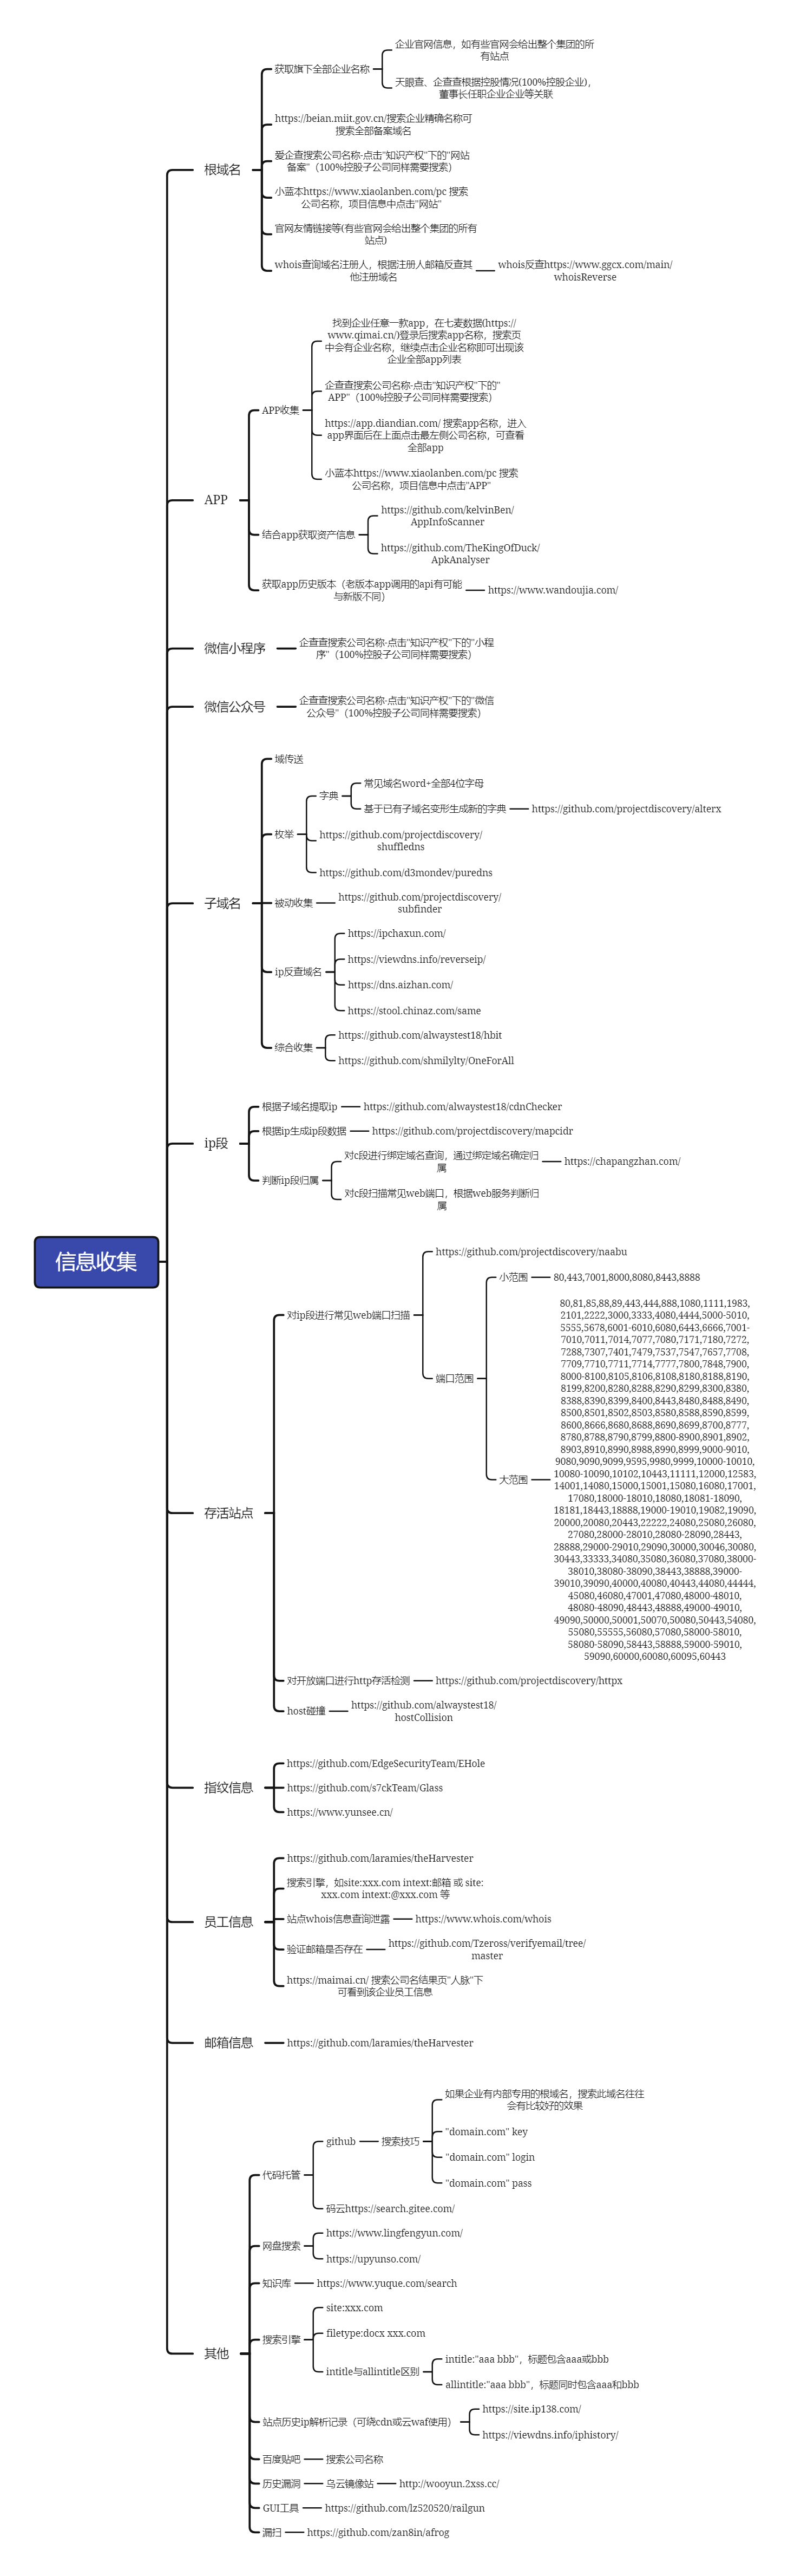 信息收集
根域名
获取旗下全部企业名称
企业官网信息，如有些官网会给出整个集团的所
有站点
天眼查、企查查根据控股情况(100%控股企业)，
董事长任职企业企业等关联
https://beian.miit.gov.cn/搜索企业精确名称可
搜索全部备案域名
爱企查搜索公司名称-点击"知识产权"下的"网站
备案"（100%控股子公司同样需要搜索）
小蓝本https://www.xiaolanben.com/pc 搜索
公司名称，项目信息中点击"网站"
官网友情链接等(有些官网会给出整个集团的所有
站点)
whois查询域名注册人，根据注册人邮箱反查其
他注册域名
whois反查https://www.ggcx.com/main/
whoisReverse
APP
APP收集
找到企业任意一款app，在七麦数据(https://
www.qimai.cn/)登录后搜索app名称，搜索页
中会有企业名称，继续点击企业名称即可出现该
企业全部app列表
企查查搜索公司名称-点击"知识产权"下的"
APP"（100%控股子公司同样需要搜索）
https://app.diandian.com/ 搜索app名称，进入
app界面后在上面点击最左侧公司名称，可查看
全部app
小蓝本https://www.xiaolanben.com/pc 搜索
公司名称，项目信息中点击"APP"
结合app获取资产信息
https://github.com/kelvinBen/
AppInfoScanner
https://github.com/TheKingOfDuck/
ApkAnalyser
获取app历史版本（老版本app调用的api有可能
与新版不同）
https://www.wandoujia.com/
微信小程序
企查查搜索公司名称-点击"知识产权"下的"小程
序"（100%控股子公司同样需要搜索）
微信公众号
企查查搜索公司名称-点击"知识产权"下的"微信
公众号"（100%控股子公司同样需要搜索）
子域名
域传送
枚举
字典
常见域名word+全部4位字母
基于已有子域名变形生成新的字典
https://github.com/projectdiscovery/alterx
https://github.com/projectdiscovery/
shuffledns
https://github.com/d3mondev/puredns
被动收集
https://github.com/projectdiscovery/
subfinder
ip反查域名
https://ipchaxun.com/
https://viewdns.info/reverseip/
https://dns.aizhan.com/
https://stool.chinaz.com/same
综合收集
https://github.com/alwaystest18/hbit
https://github.com/shmilylty/OneForAll
ip段
根据子域名提取ip
https://github.com/alwaystest18/cdnChecker
根据ip生成ip段数据
https://github.com/projectdiscovery/mapcidr
判断ip段归属
对c段进行绑定域名查询，通过绑定域名确定归
属
https://chapangzhan.com/
对c段扫描常见web端口，根据web服务判断归
属
存活站点
对ip段进行常见web端口扫描
https://github.com/projectdiscovery/naabu
端口范围
小范围
80,443,7001,8000,8080,8443,8888
大范围
80,81,85,88,89,443,444,888,1080,1111,1983,
2101,2222,3000,3333,4080,4444,5000-5010,
5555,5678,6001-6010,6080,6443,6666,7001-
7010,7011,7014,7077,7080,7171,7180,7272,
7288,7307,7401,7479,7537,7547,7657,7708,
7709,7710,7711,7714,7777,7800,7848,7900,
8000-8100,8105,8106,8108,8180,8188,8190,
8199,8200,8280,8288,8290,8299,8300,8380,
8388,8390,8399,8400,8443,8480,8488,8490,
8500,8501,8502,8503,8580,8588,8590,8599,
8600,8666,8680,8688,8690,8699,8700,8777,
8780,8788,8790,8799,8800-8900,8901,8902,
8903,8910,8990,8988,8990,8999,9000-9010,
9080,9090,9099,9595,9980,9999,10000-10010,
10080-10090,10102,10443,11111,12000,12583,
14001,14080,15000,15001,15080,16080,17001,
17080,18000-18010,18080,18081-18090,
18181,18443,18888,19000-19010,19082,19090,
20000,20080,20443,22222,24080,25080,26080,
27080,28000-28010,28080-28090,28443,
28888,29000-29010,29090,30000,30046,30080,
30443,33333,34080,35080,36080,37080,38000-
38010,38080-38090,38443,38888,39000-
39010,39090,40000,40080,40443,44080,44444,
45080,46080,47001,47080,48000-48010,
48080-48090,48443,48888,49000-49010,
49090,50000,50001,50070,50080,50443,54080,
55080,55555,56080,57080,58000-58010,
58080-58090,58443,58888,59000-59010,
59090,60000,60080,60095,60443
对开放端口进行http存活检测
https://github.com/projectdiscovery/httpx
host碰撞
https://github.com/alwaystest18/
hostCollision
指纹信息
https://github.com/EdgeSecurityTeam/EHole
https://github.com/s7ckTeam/Glass
https://www.yunsee.cn/
员工信息
https://github.com/laramies/theHarvester
搜索引擎，如site:xxx.com intext:邮箱 或 site:
xxx.com intext:@xxx.com 等
站点whois信息查询泄露
https://www.whois.com/whois
验证邮箱是否存在
https://github.com/Tzeross/verifyemail/tree/
master
https://maimai.cn/ 搜索公司名结果页"人脉"下
可看到该企业员工信息
邮箱信息
https://github.com/laramies/theHarvester
其他
代码托管
github
搜索技巧
如果企业有内部专用的根域名，搜索此域名往往
会有比较好的效果
"domain.com" key
"domain.com" login
"domain.com" pass
码云https://search.gitee.com/
网盘搜索
https://www.lingfengyun.com/
https://upyunso.com/
知识库
https://www.yuque.com/search
搜索引擎
site:xxx.com
filetype:docx xxx.com
intitle与allintitle区别
intitle:"aaa bbb"，标题包含aaa或bbb
allintitle:"aaa bbb"，标题同时包含aaa和bbb
站点历史ip解析记录（可绕cdn或云waf使用）
https://site.ip138.com/
https://viewdns.info/iphistory/
百度贴吧
搜索公司名称
历史漏洞
乌云镜像站
http://wooyun.2xss.cc/
GUI工具
https://github.com/lz520520/railgun
漏扫
https://github.com/zan8in/afrog